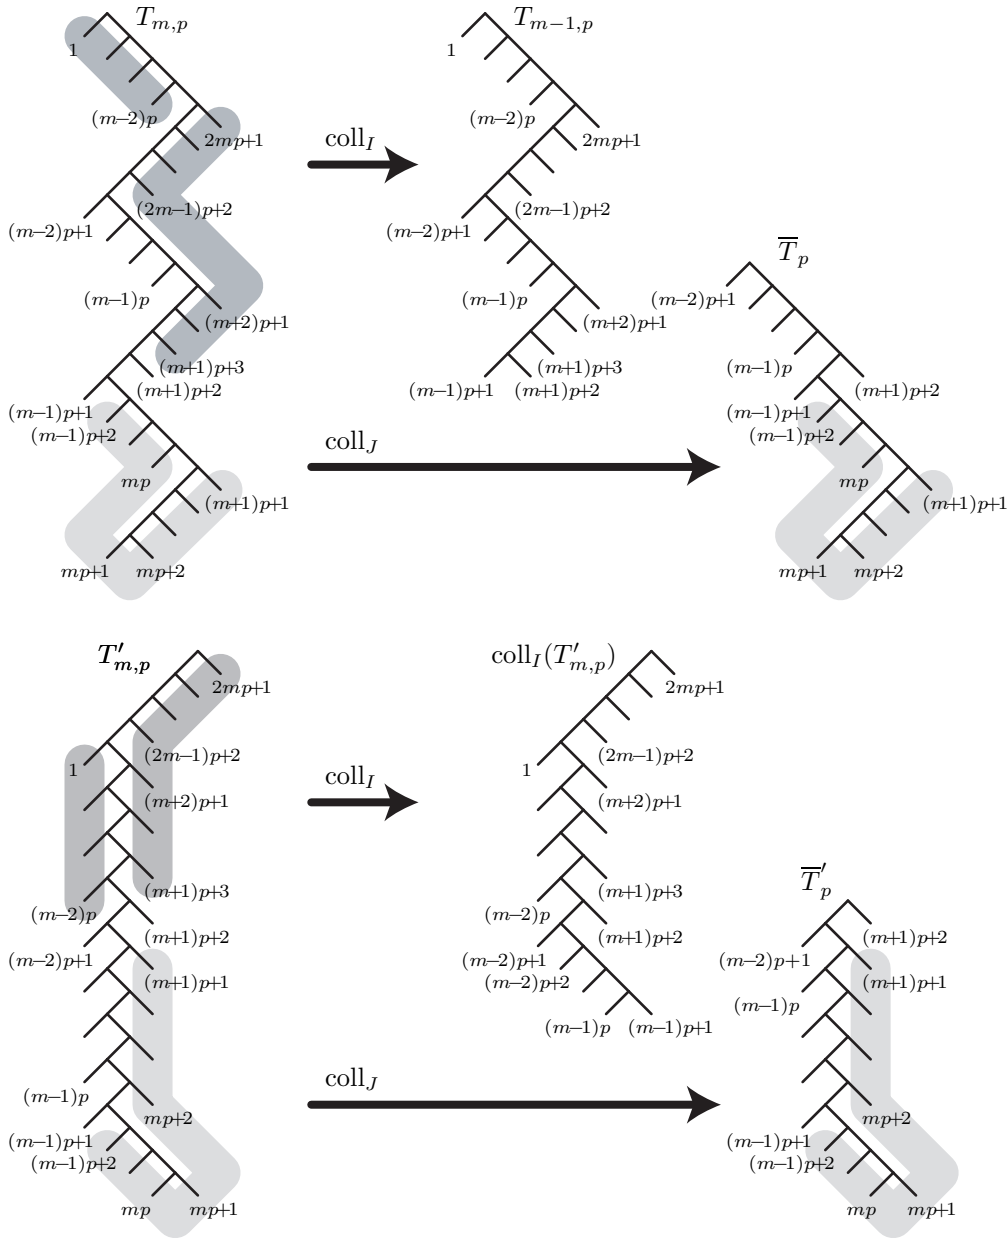 T_{m,p}
T_{m−1,p}
1
1
(m−2)p
2mp+1
coll_I
(m−2)p
2mp+1
(2m−1)p+2
(2m−1)p+2
(m−2)p+1
(m−2)p+1
T̅_p
(m−1)p
(m−1)p
(m−2)p+1
(m+2)p+1
(m+2)p+1
(m+1)p+3
(m+1)p+3
(m−1)p
(m+1)p+2
(m−1)p+1
(m+1)p+2
(m+1)p+2
(m−1)p+1
(m−1)p+1
(m−1)p+2
(m−1)p+2
coll_J
mp
mp
(m+1)p+1
(m+1)p+1
mp+1
mp+2
mp+1
mp+2
T′_{m,p}
coll_I(T′_{m,p})
2mp+1
2mp+1
(2m−1)p+2
(2m−1)p+2
1
coll_I
1
(m+2)p+1
(m+2)p+1
(m+1)p+3
(m+1)p+3
T̅′_p
(m−2)p
(m−2)p
(m+1)p+2
(m+1)p+2
(m+1)p+2
(m−2)p+1
(m−2)p+1
(m−2)p+1
(m+1)p+1
(m−2)p+2
(m+1)p+1
(m−1)p
(m−1)p
(m−1)p+1
coll_J
(m−1)p
mp+2
mp+2
(m−1)p+1
(m−1)p+1
(m−1)p+2
(m−1)p+2
mp
mp+1
mp
mp+1